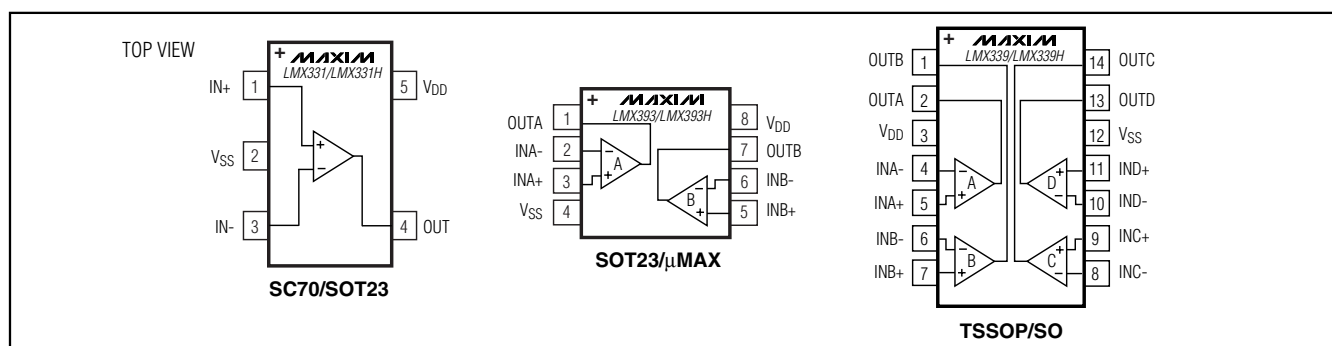 TOP VIEW
+ MAXIM
LMX331/LMX331H
IN+ 1
5 VDD
VSS 2
IN- 3
4 OUT
+
−
SC70/SOT23
+ MAXIM
LMX393/LMX393H
OUTA 1
8 VDD
INA- 2
7 OUTB
INA+ 3
6 INB-
VSS 4
5 INB+
−
A
+
−
B
+
SOT23/μMAX
+ MAXIM
LMX339/LMX339H
OUTB 1
14 OUTC
OUTA 2
13 OUTD
VDD 3
12 VSS
INA- 4
11 IND+
INA+ 5
10 IND-
INB- 6
9 INC+
INB+ 7
8 INC-
−
A
+
+
D
−
−
B
+
+
C
−
TSSOP/SO